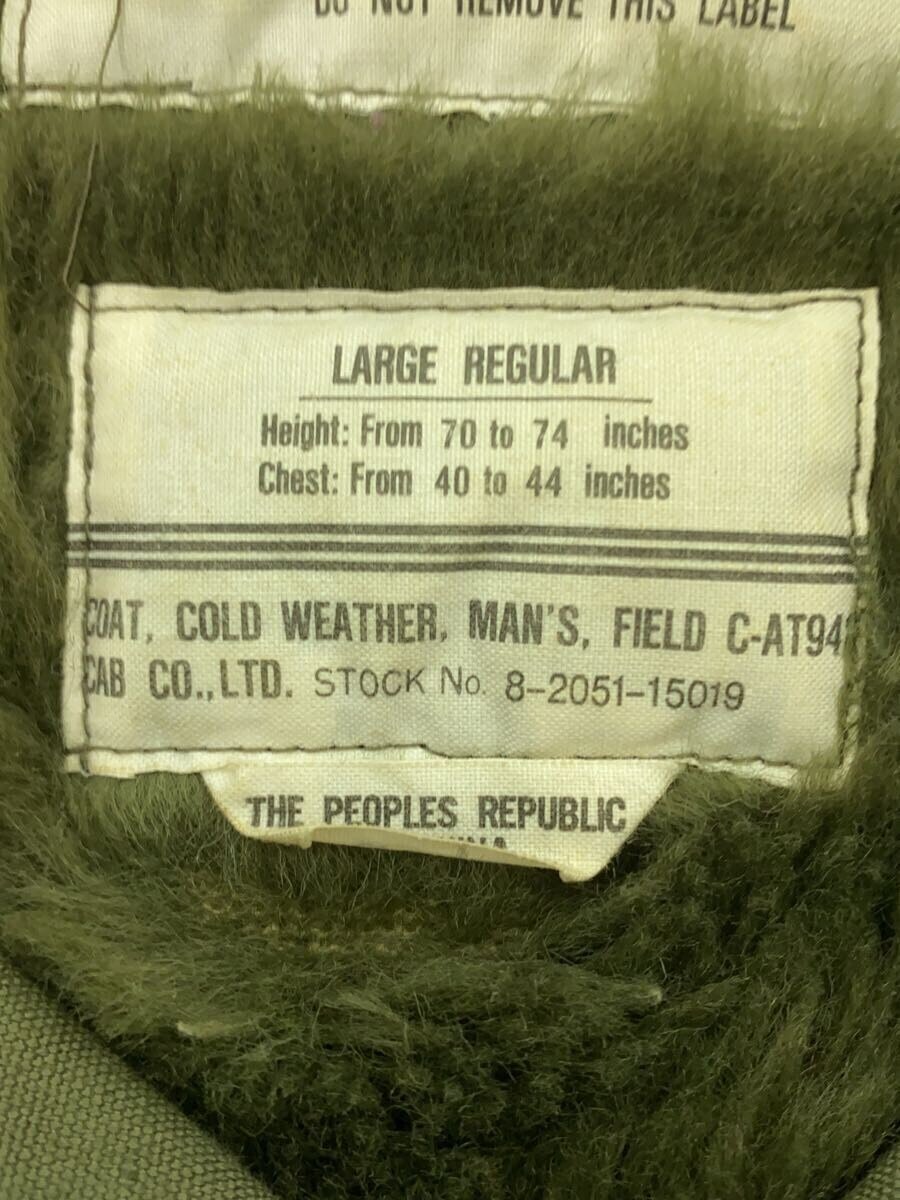 DO NOT REMOVE THIS LABEL
LARGE REGULAR
Height: From 70 to 74 inches
Chest: From 40 to 44 inches
COAT, COLD WEATHER, MAN'S, FIELD C-AT94
CAB CO.,LTD. STOCK No. 8-2051-15019
THE PEOPLES REPUBLIC